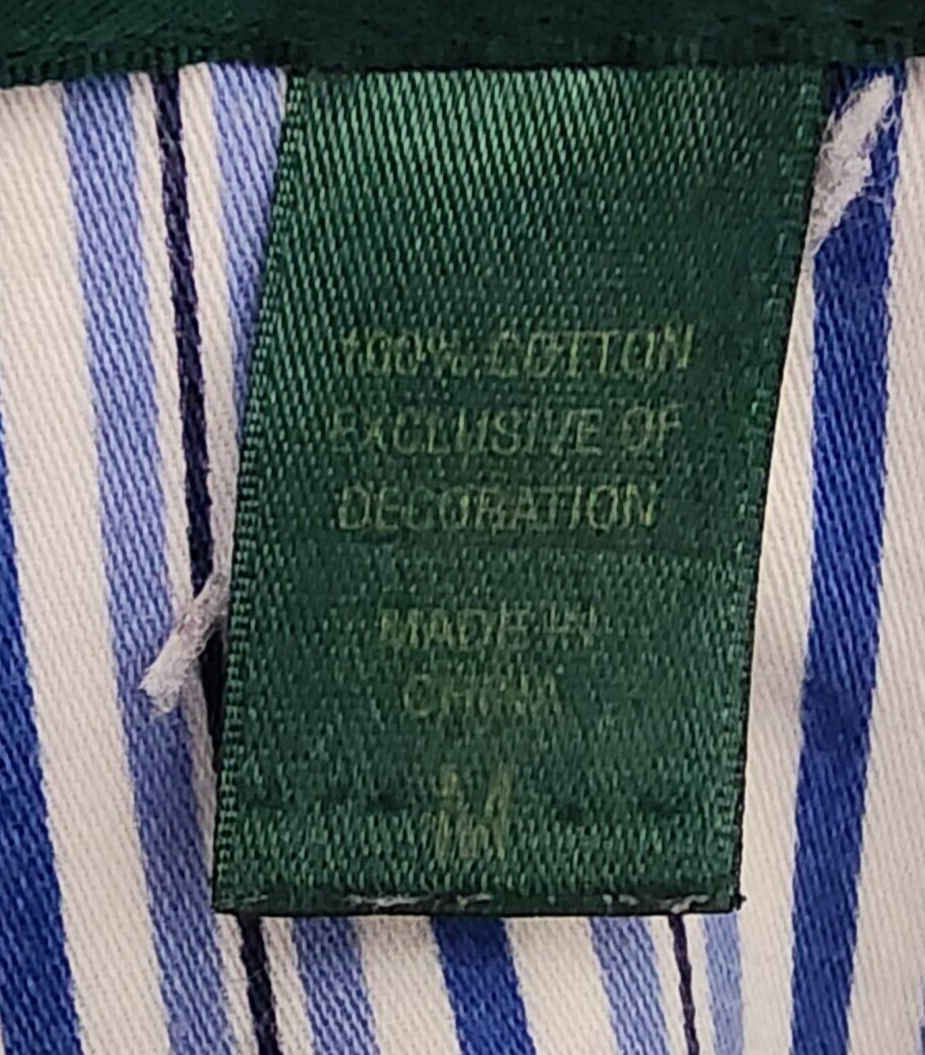 100% COTTON
EXCLUSIVE OF
DECORATION
MADE IN
CHINA
M